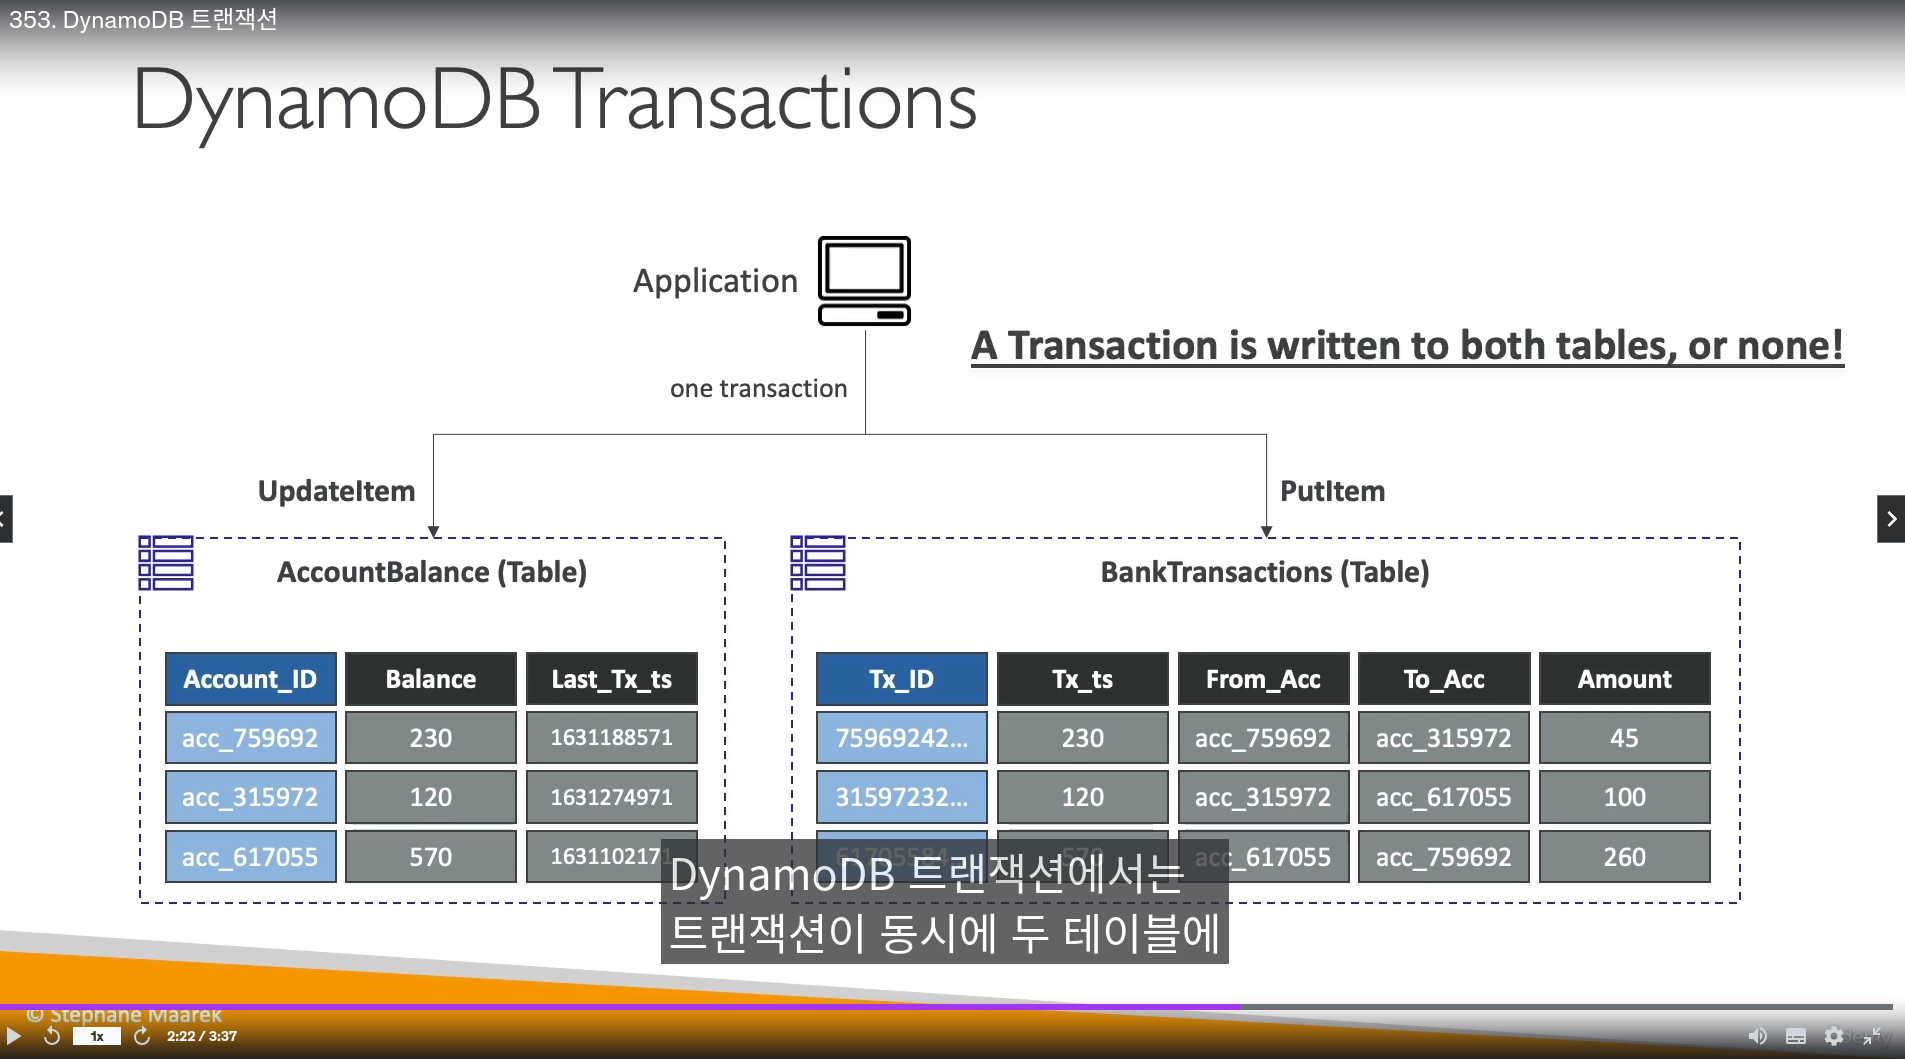 353. DynamoDB 트랜잭션
DynamoDB Transactions
Application
A Transaction is written to both tables, or none!
one transaction
UpdateItem
PutItem
AccountBalance (Table)
BankTransactions (Table)
Account_ID Balance Last_Tx_ts
acc_759692 230 1631188571
acc_315972 120 1631274971
acc_617055 570 1631102171
Tx_ID Tx_ts From_Acc To_Acc Amount
75969242... 230 acc_759692 acc_315972 45
31597232... 120 acc_315972 acc_617055 100
61705584... 570 acc_617055 acc_759692 260
DynamoDB 트랜잭션에서는
트랜잭션이 동시에 두 테이블에
© Stephane Maarek
1x
2:22 / 3:37